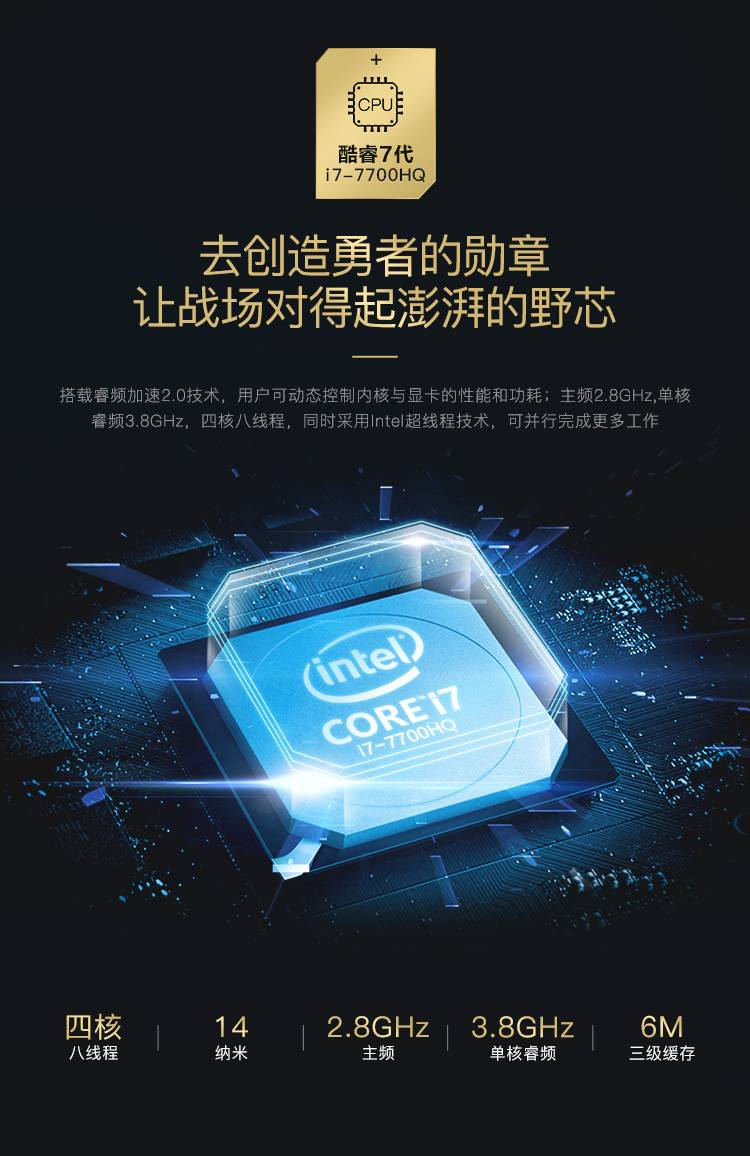 +
CPU
酷睿7代
i7-7700HQ
去创造勇者的勋章
让战场对得起澎湃的野芯
搭载睿频加速2.0技术，用户可动态控制内核与显卡的性能和功耗；主频2.8GHz,单核
睿频3.8GHz，四核八线程，同时采用Intel超线程技术，可并行完成更多工作
intel®
CORE™ i7
i7-7700HQ
四核
八线程
14
纳米
2.8GHz
主频
3.8GHz
单核睿频
6M
三级缓存